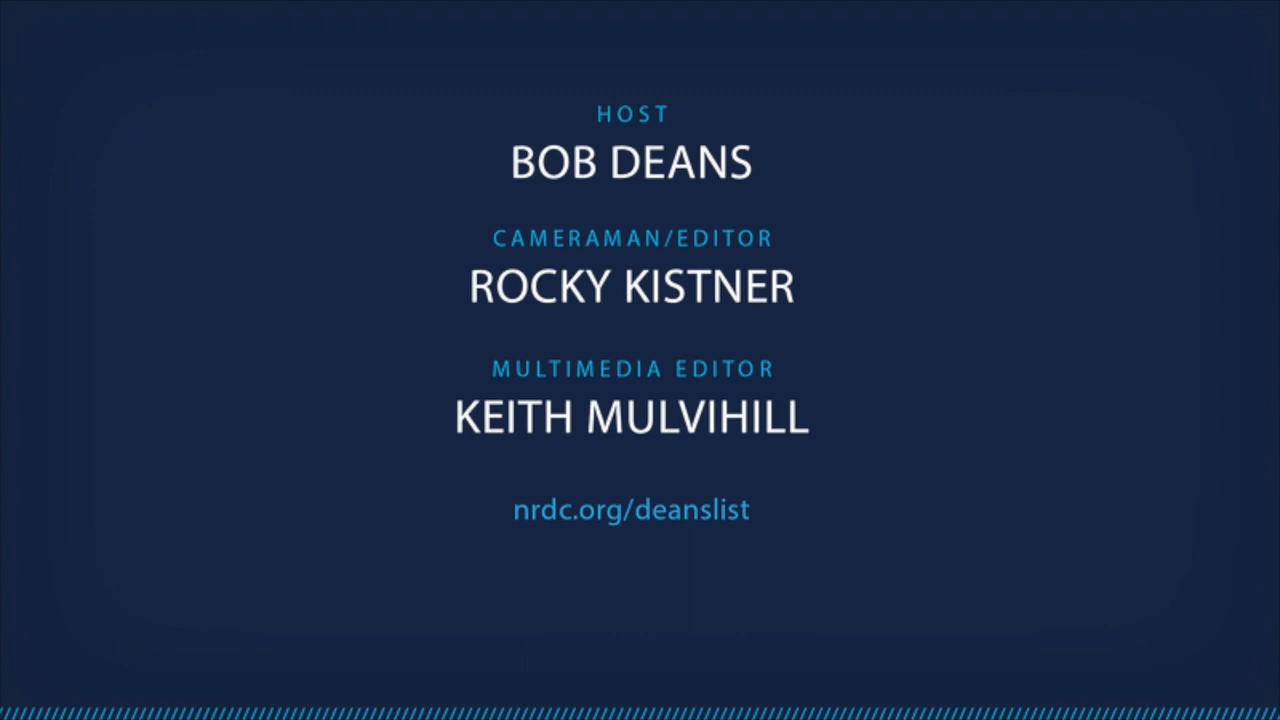 HOST
BOB DEANS
CAMERAMAN/EDITOR
ROCKY KISTNER
MULTIMEDIA EDITOR
KEITH MULVIHILL
nrdc.org/deanslist